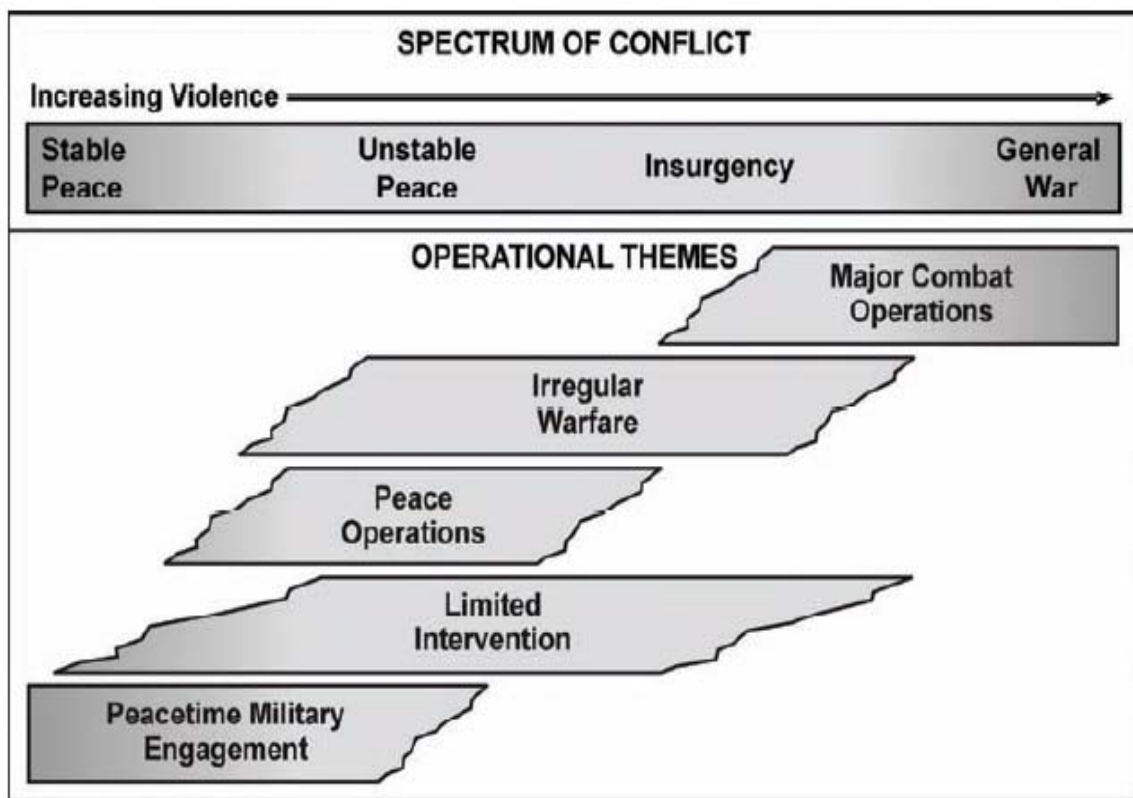 SPECTRUM OF CONFLICT
Increasing Violence
Stable
Peace
Unstable
Peace
Insurgency
General
War
OPERATIONAL THEMES
Major Combat
Operations
Irregular
Warfare
Peace
Operations
Limited
Intervention
Peacetime Military
Engagement